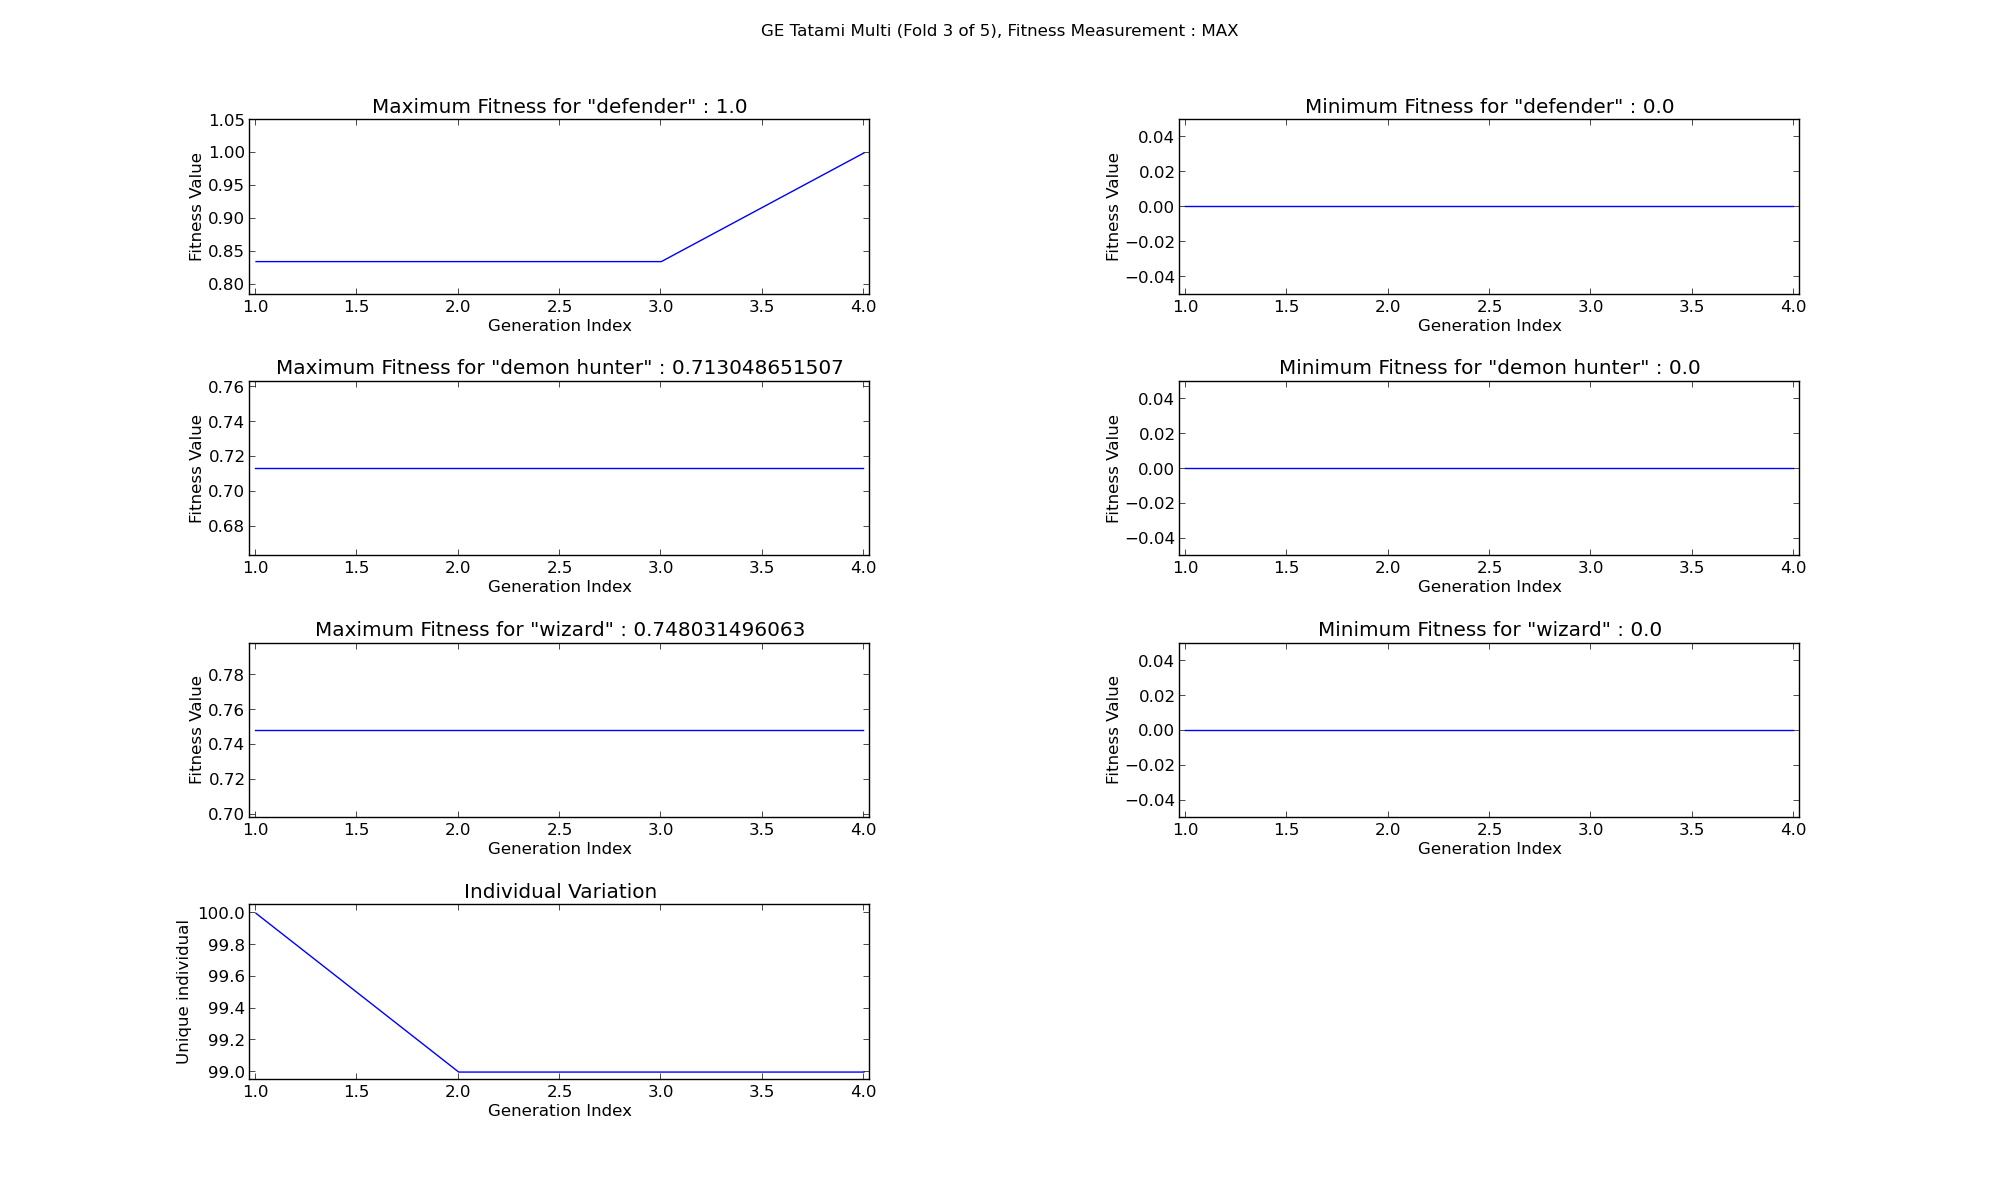 GE Tatami Multi (Fold 3 of 5), Fitness Measurement : MAX
Maximum Fitness for "defender" : 1.0
Fitness Value
1.05
1.00
0.95
0.90
0.85
0.80
1.0 1.5 2.0 2.5 3.0 3.5 4.0
Generation Index
Minimum Fitness for "defender" : 0.0
Fitness Value
0.04
0.02
0.00
−0.02
−0.04
1.0 1.5 2.0 2.5 3.0 3.5 4.0
Generation Index
Maximum Fitness for "demon hunter" : 0.713048651507
Fitness Value
0.76
0.74
0.72
0.70
0.68
1.0 1.5 2.0 2.5 3.0 3.5 4.0
Generation Index
Minimum Fitness for "demon hunter" : 0.0
Fitness Value
0.04
0.02
0.00
−0.02
−0.04
1.0 1.5 2.0 2.5 3.0 3.5 4.0
Generation Index
Maximum Fitness for "wizard" : 0.748031496063
Fitness Value
0.78
0.76
0.74
0.72
0.70
1.0 1.5 2.0 2.5 3.0 3.5 4.0
Generation Index
Minimum Fitness for "wizard" : 0.0
Fitness Value
0.04
0.02
0.00
−0.02
−0.04
1.0 1.5 2.0 2.5 3.0 3.5 4.0
Generation Index
Individual Variation
Unique individual
100.0
99.8
99.6
99.4
99.2
99.0
1.0 1.5 2.0 2.5 3.0 3.5 4.0
Generation Index